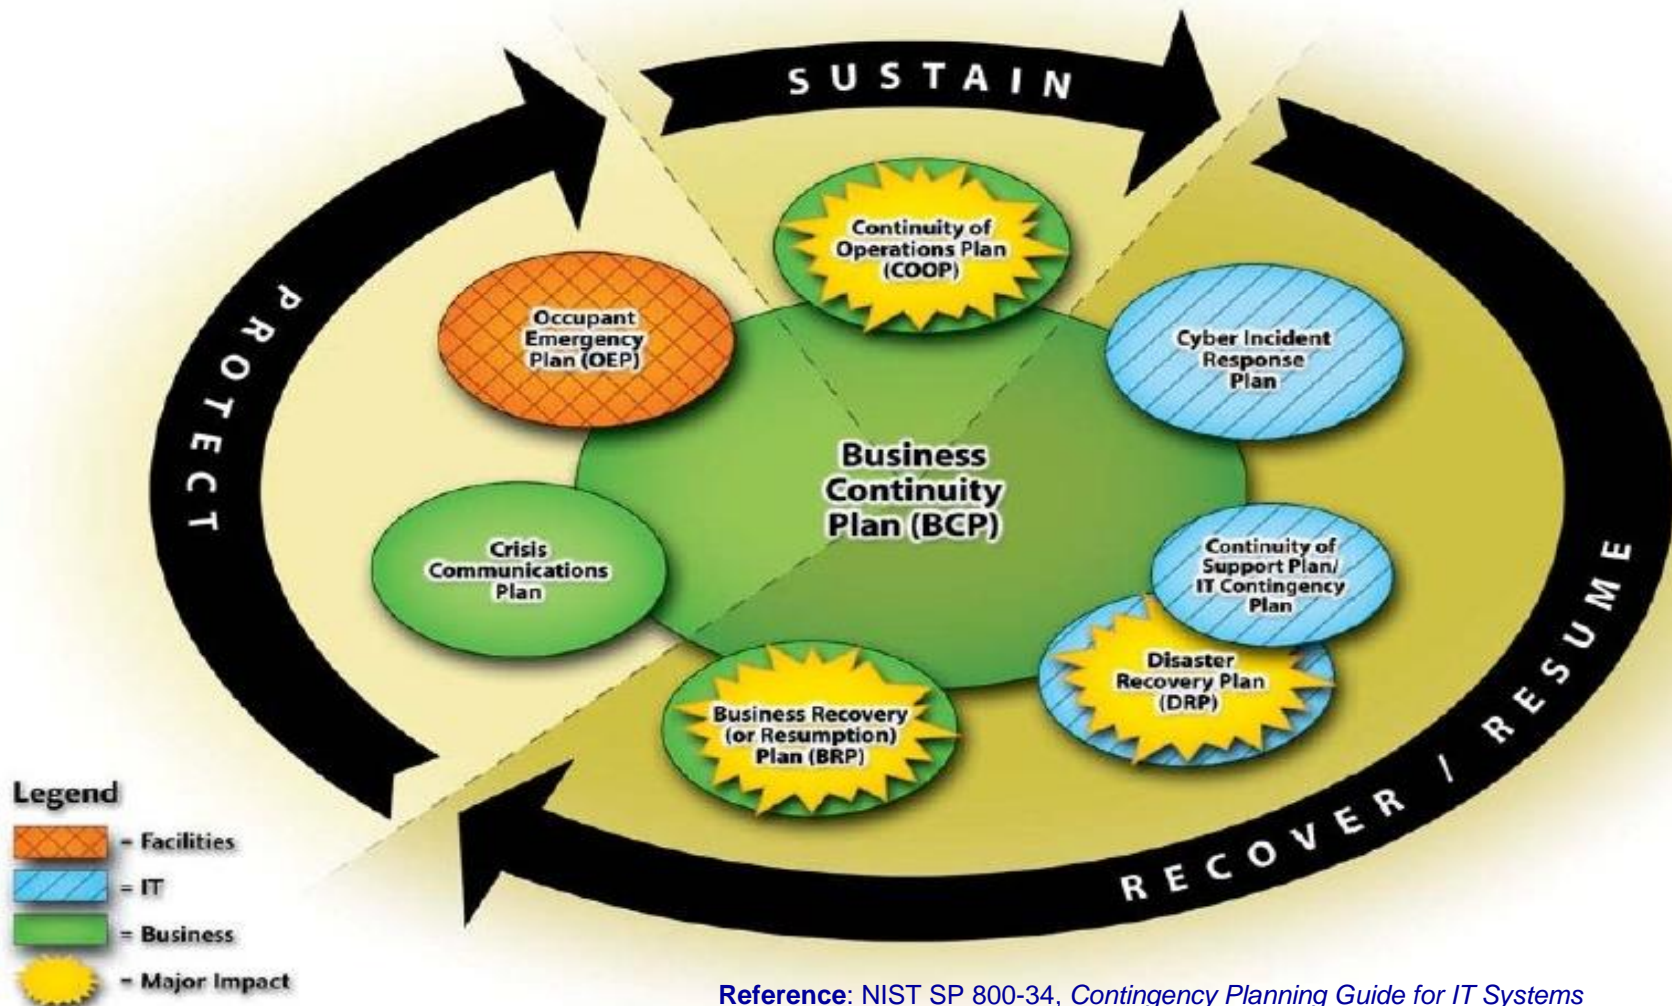 SUSTAIN
PROTECT
RECOVER / RESUME
Continuity of
Operations Plan
(COOP)
Occupant
Emergency
Plan (OEP)
Cyber Incident
Response
Plan
Business
Continuity
Plan (BCP)
Crisis
Communications
Plan
Continuity of
Support Plan/
IT Contingency
Plan
Disaster
Recovery Plan
(DRP)
Business Recovery
(or Resumption)
Plan (BRP)
Legend
= Facilities
= IT
= Business
= Major Impact
Reference: NIST SP 800-34, Contingency Planning Guide for IT Systems